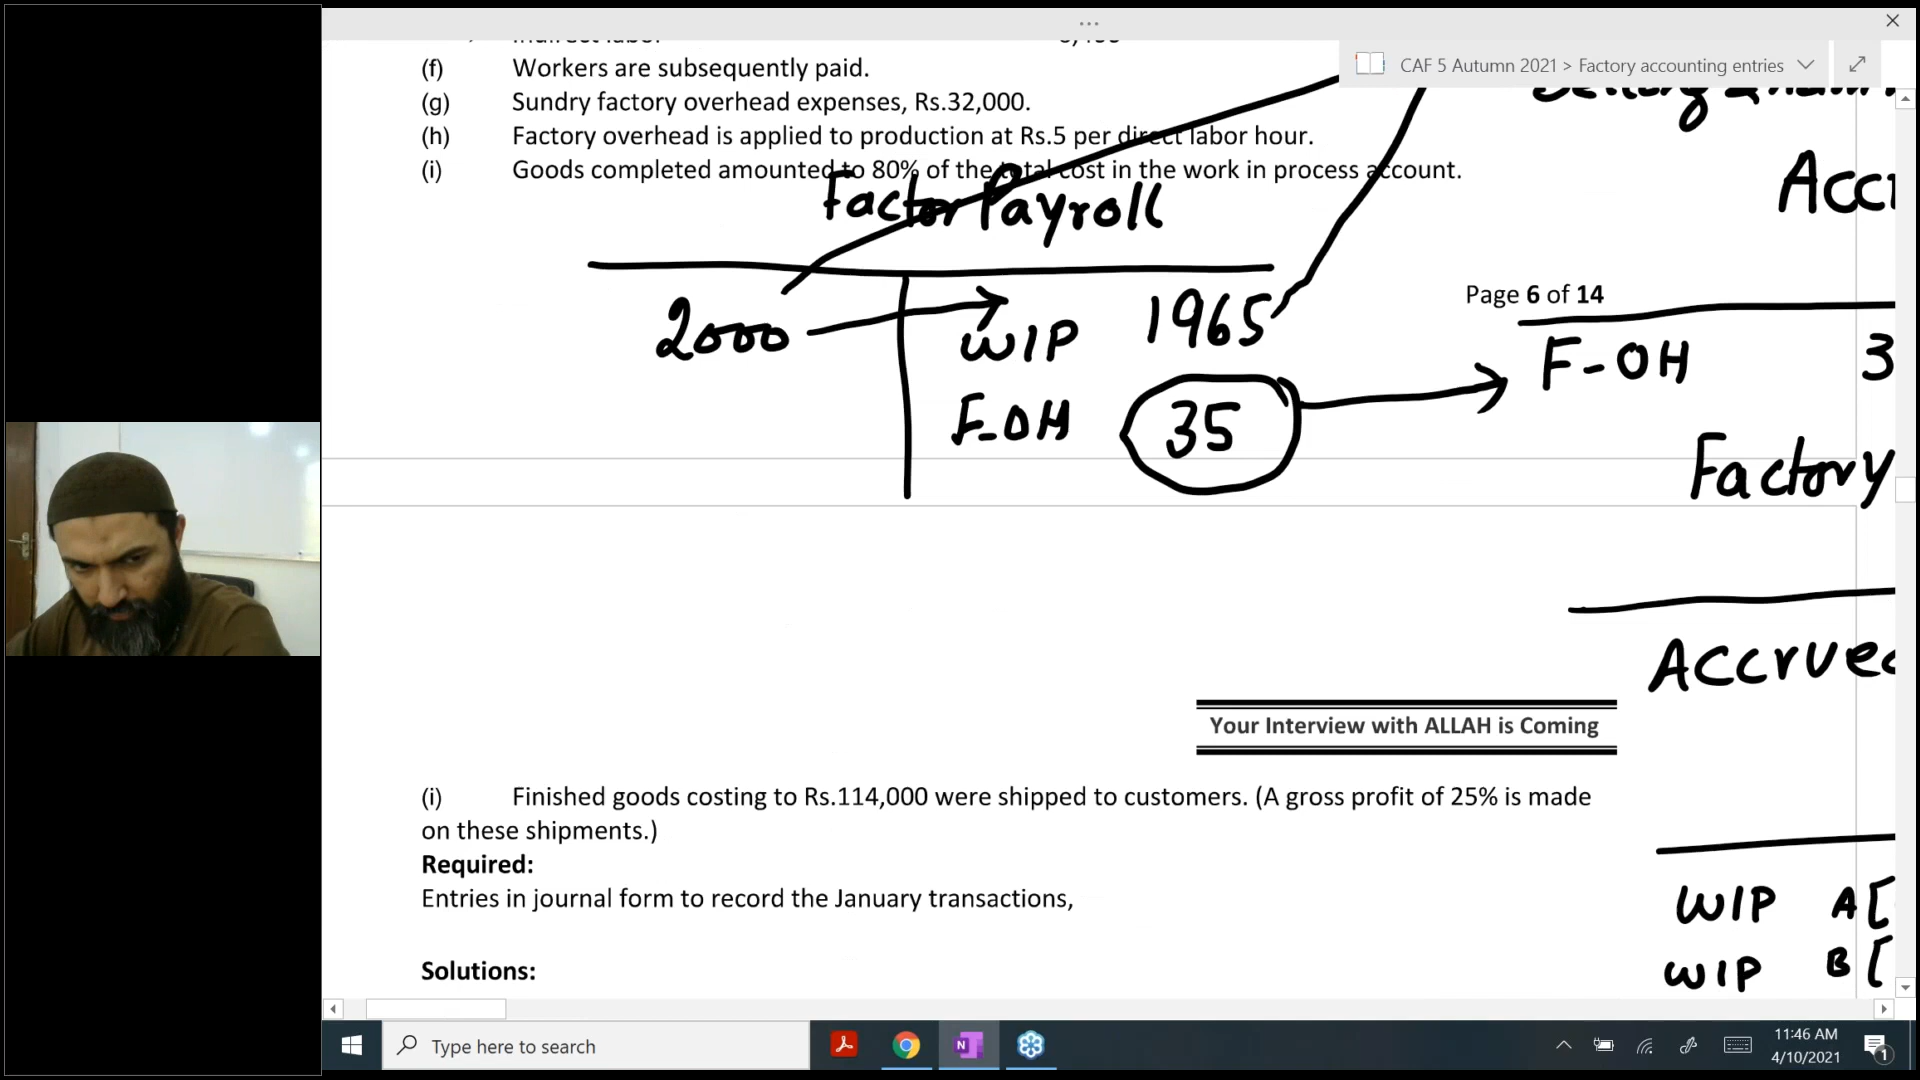 CAF 5 Autumn 2021 > Factory accounting entries
(f) Workers are subsequently paid.
(g) Sundry factory overhead expenses, Rs.32,000.
(h) Factory overhead is applied to production at Rs.5 per direct labor hour.
(i) Goods completed amounted to 80% of the total cost in the work in process account.
Factor Payroll
2000 WIP 1965
F-OH 35
Page 6 of 14
F-OH 3
Factory
Accrued
Your Interview with ALLAH is Coming
(i) Finished goods costing to Rs.114,000 were shipped to customers. (A gross profit of 25% is made
on these shipments.)
Required:
Entries in journal form to record the January transactions,
WIP A[
WIP B[
Solutions:
Type here to search
11:46 AM
4/10/2021
1